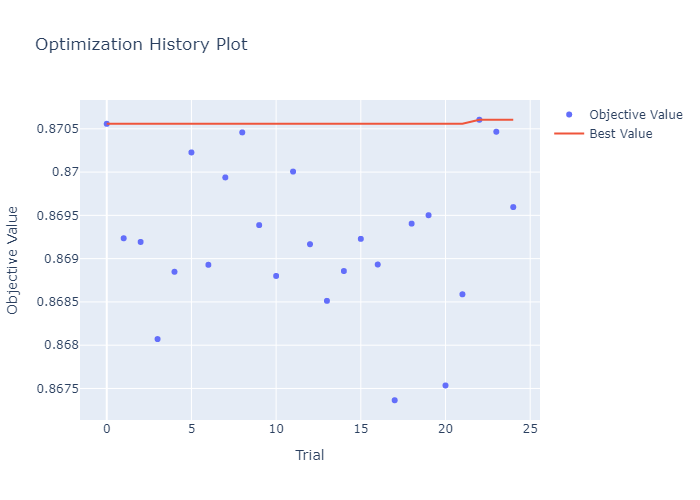 Optimization History Plot
Objective Value
Best Value
0.8705
0.87
0.8695
0.869
0.8685
0.868
0.8675
Objective Value
0
5
10
15
20
25
Trial